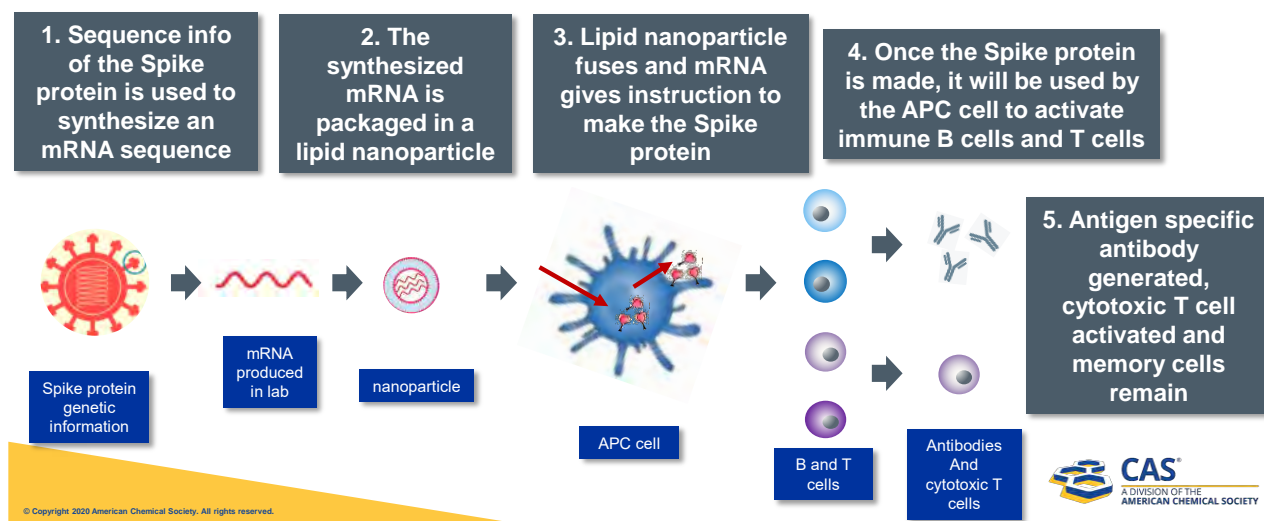 1. Sequence info
of the Spike
protein is used to
synthesize an
mRNA sequence
2. The
synthesized
mRNA is
packaged in a
lipid nanoparticle
3. Lipid nanoparticle
fuses and mRNA
gives instruction to
make the Spike
protein
4. Once the Spike protein
is made, it will be used by
the APC cell to activate
immune B cells and T cells
5. Antigen specific
antibody
generated,
cytotoxic T cell
activated and
memory cells
remain
Spike protein
genetic
information
mRNA
produced
in lab
nanoparticle
APC cell
B and T
cells
Antibodies
And
cytotoxic T
cells
CAS®
A DIVISION OF THE
AMERICAN CHEMICAL SOCIETY
© Copyright 2020 American Chemical Society. All rights reserved.